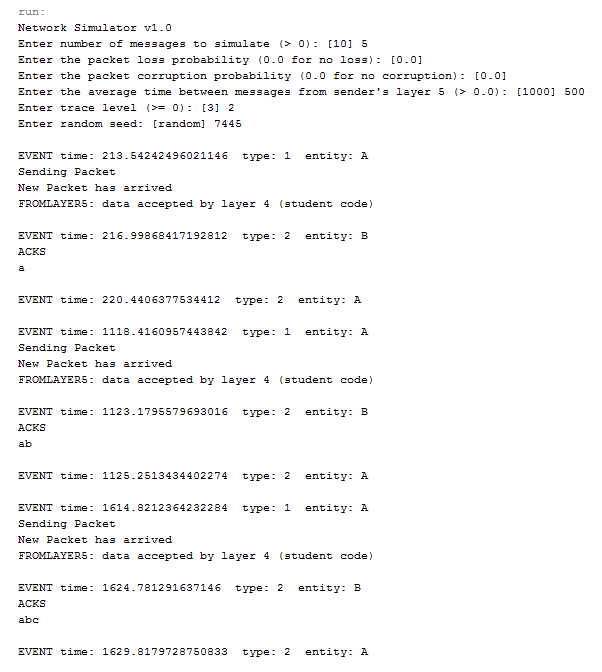 run:
Network Simulator v1.0
Enter number of messages to simulate (> 0): [10] 5
Enter the packet loss probability (0.0 for no loss): [0.0]
Enter the packet corruption probability (0.0 for no corruption): [0.0]
Enter the average time between messages from sender's layer 5 (> 0.0): [1000] 500
Enter trace level (>= 0): [3] 2
Enter random seed: [random] 7445
EVENT time: 213.54242496021146  type: 1  entity: A
Sending Packet
New Packet has arrived
FROMLAYER5: data accepted by layer 4 (student code)
EVENT time: 216.99868417192812  type: 2  entity: B
ACKS
a
EVENT time: 220.4406377534412  type: 2  entity: A
EVENT time: 1118.4160957443842  type: 1  entity: A
Sending Packet
New Packet has arrived
FROMLAYER5: data accepted by layer 4 (student code)
EVENT time: 1123.1795579693016  type: 2  entity: B
ACKS
ab
EVENT time: 1125.2513434402274  type: 2  entity: A
EVENT time: 1614.8212364232284  type: 1  entity: A
Sending Packet
New Packet has arrived
FROMLAYER5: data accepted by layer 4 (student code)
EVENT time: 1624.781291637146  type: 2  entity: B
ACKS
abc
EVENT time: 1629.8179728750833  type: 2  entity: A